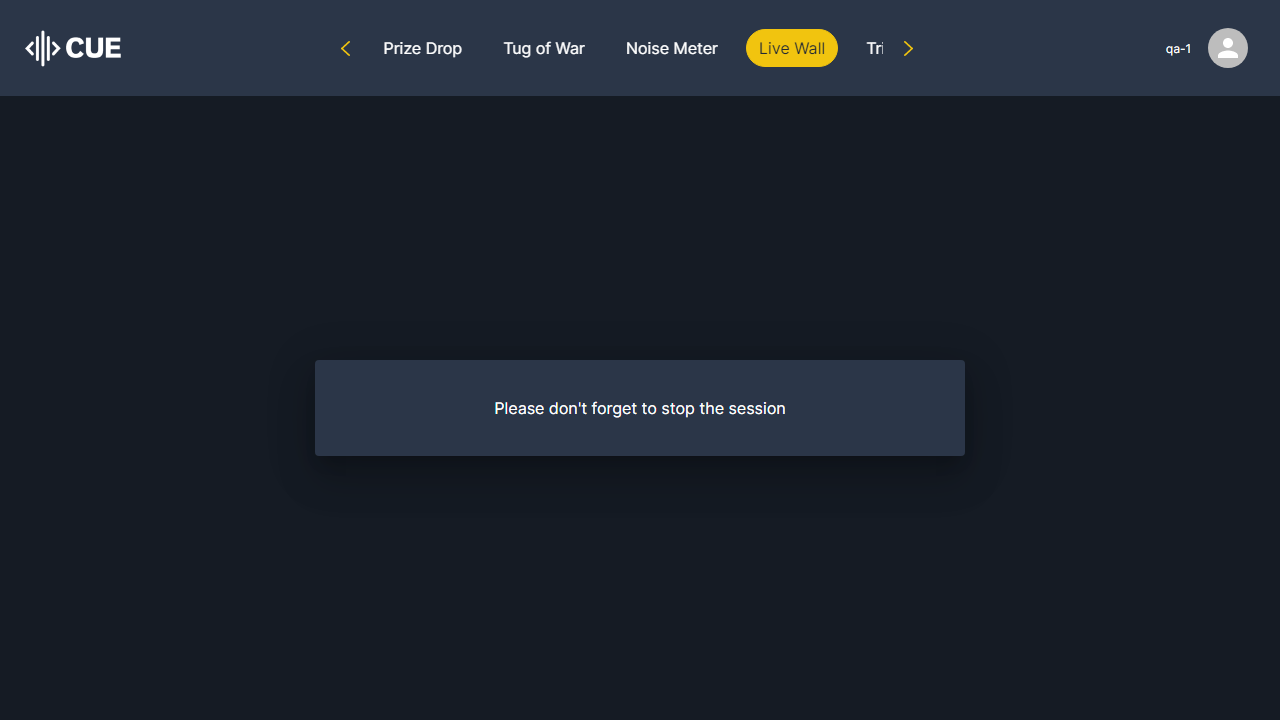 CUE
Prize Drop
Tug of War
Noise Meter
Live Wall
Tri
qa-1
Please don't forget to stop the session